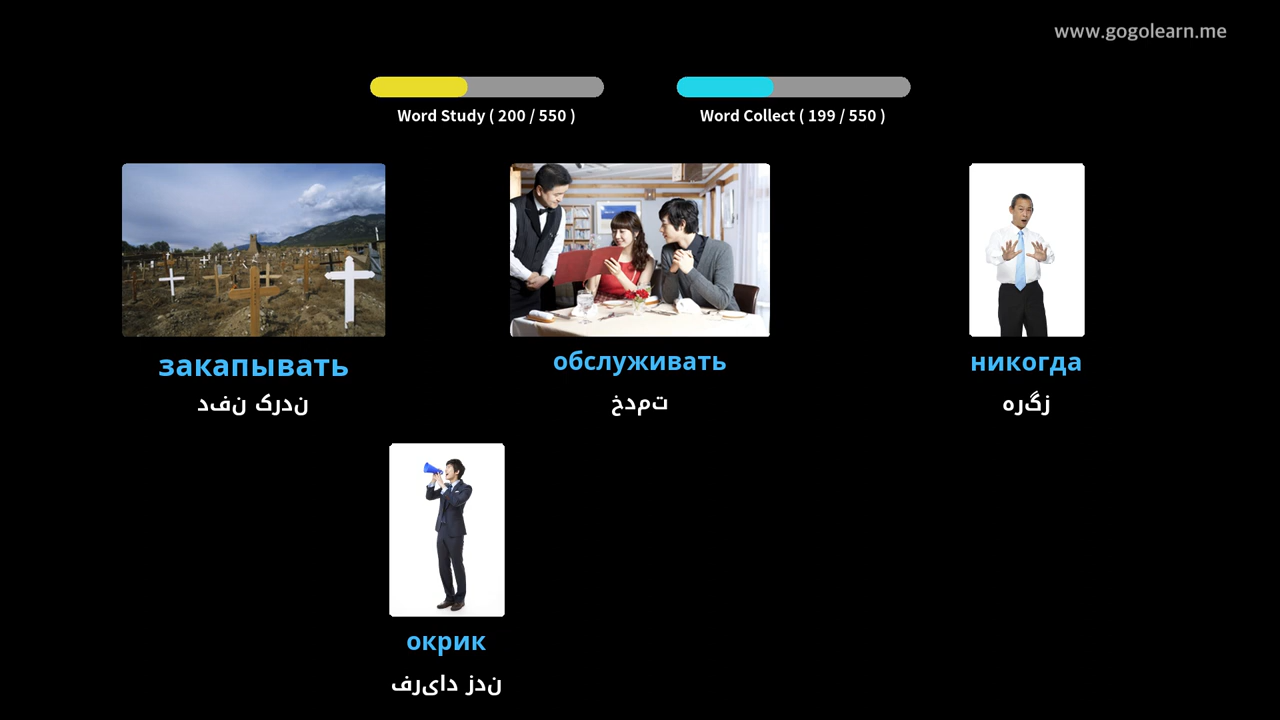 www.gogolearn.me
Word Study ( 200 / 550 )
Word Collect ( 199 / 550 )
закапывать
ندرک نفد
обслуживать
تمدخ
никогда
زگره
окрик
ندز دایرف